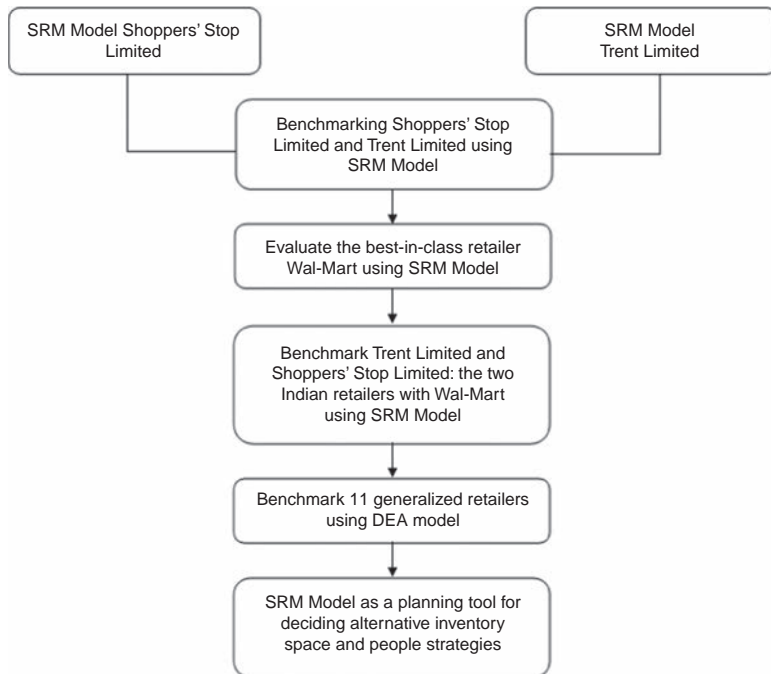 SRM Model Shoppers’ Stop
Limited
SRM Model
Trent Limited
Benchmarking Shoppers’ Stop
Limited and Trent Limited using
SRM Model
Evaluate the best-in-class retailer
Wal-Mart using SRM Model
Benchmark Trent Limited and
Shoppers’ Stop Limited: the two
Indian retailers with Wal-Mart
using SRM Model
Benchmark 11 generalized retailers
using DEA model
SRM Model as a planning tool for
deciding alternative inventory
space and people strategies